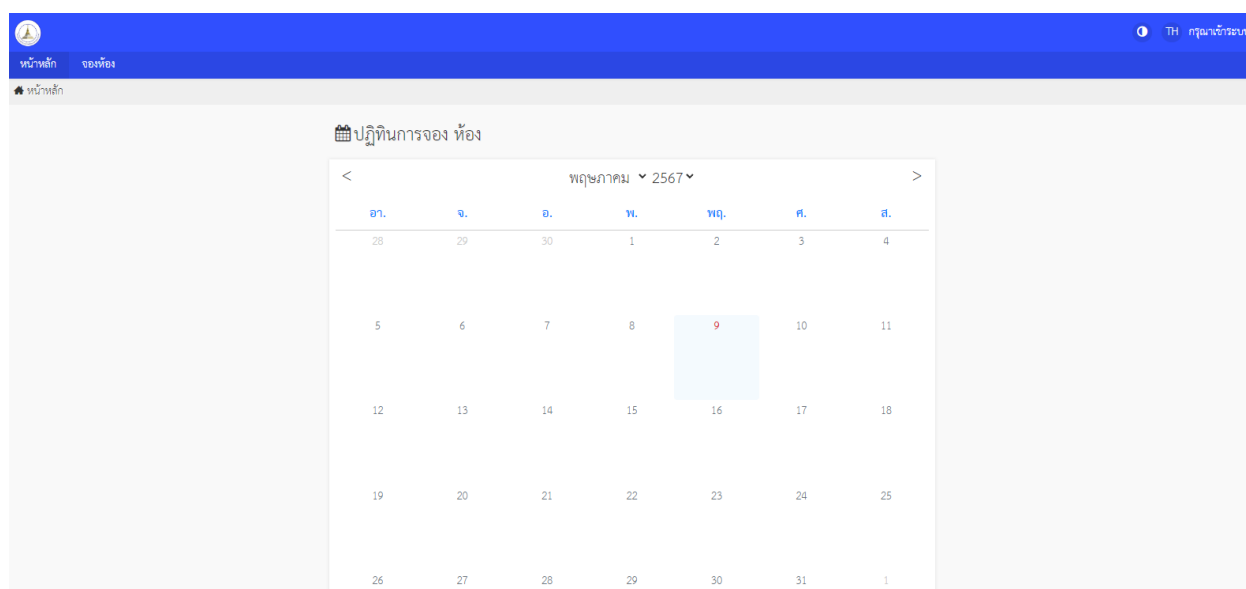 TH กรุณาเข้าระบบ
หน้าหลัก จองห้อง
หน้าหลัก
ปฏิทินการจอง ห้อง
< พฤษภาคม 2567 >
อา. จ. อ. พ. พฤ. ศ. ส.
28 29 30 1 2 3 4
5 6 7 8 9 10 11
12 13 14 15 16 17 18
19 20 21 22 23 24 25
26 27 28 29 30 31 1